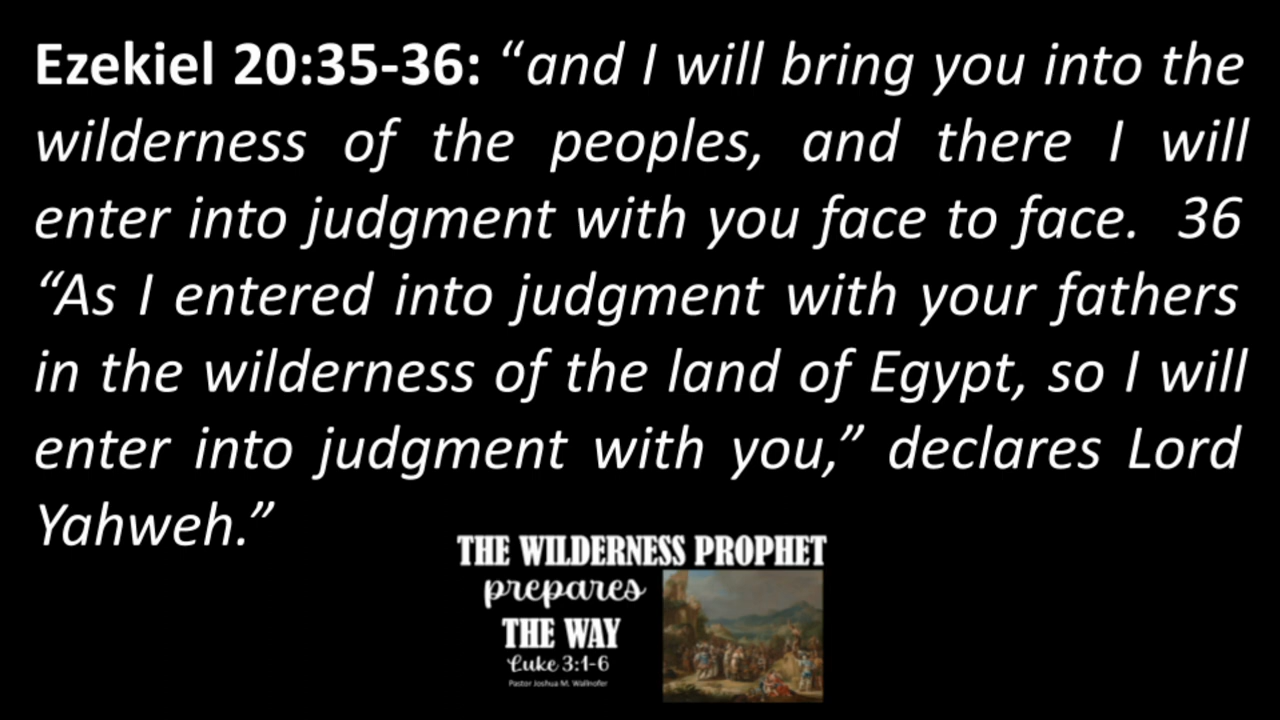 Ezekiel 20:35-36: “and I will bring you into the
wilderness of the peoples, and there I will
enter into judgment with you face to face.  36
“As I entered into judgment with your fathers
in the wilderness of the land of Egypt, so I will
enter into judgment with you,” declares Lord
Yahweh.”
THE WILDERNESS PROPHET
prepares
THE WAY
Luke 3:1-6
Pastor Joshua M. Wallnofer